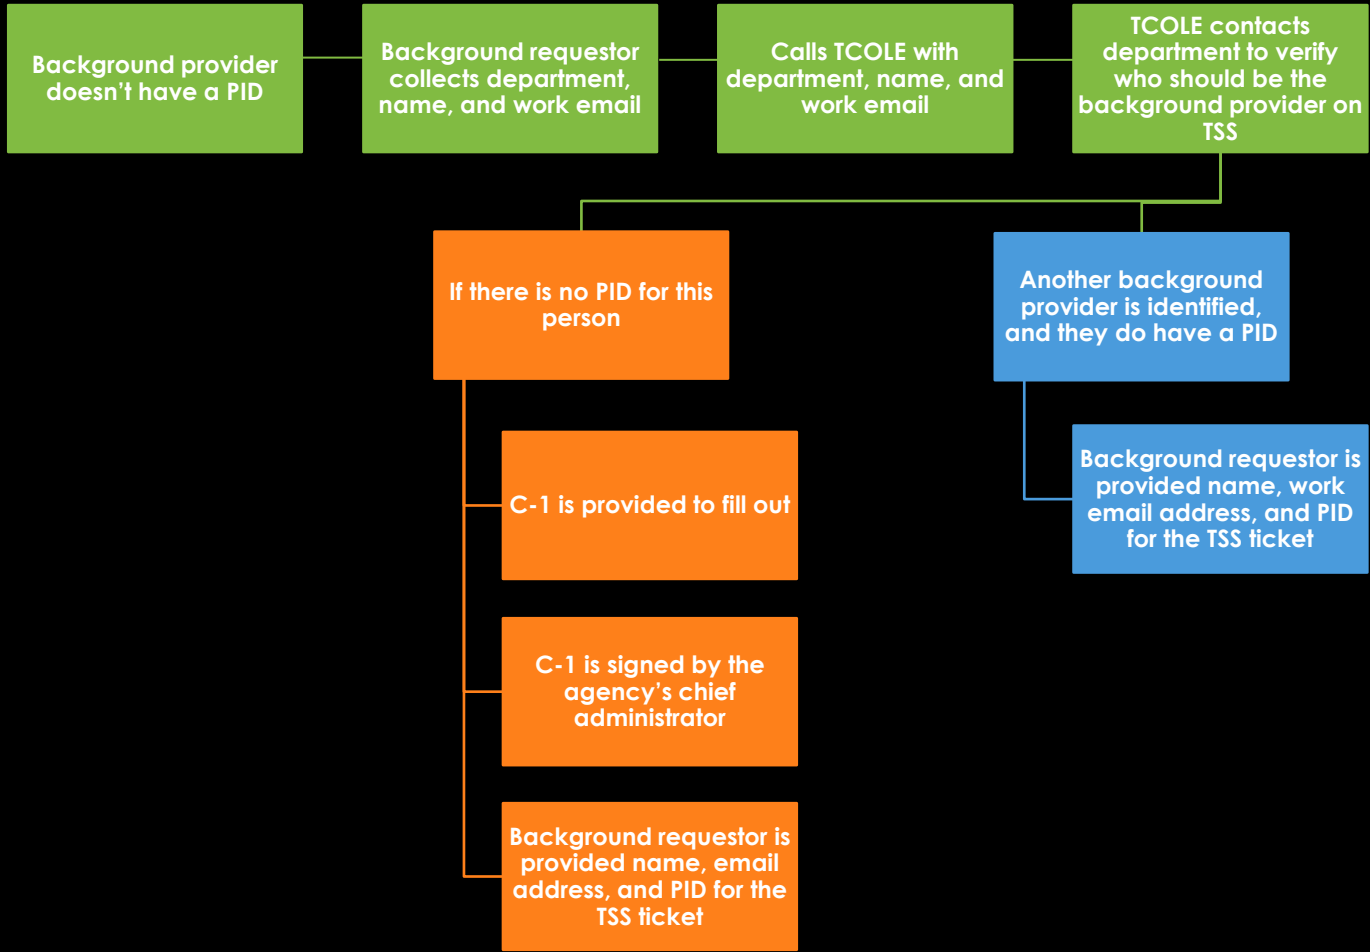 Background provider
doesn't have a PID
Background requestor
collects department,
name, and work email
Calls TCOLE with
department, name, and
work email
TCOLE contacts
department to verify
who should be the
background provider on
TSS
If there is no PID for this
person
C-1 is provided to fill out
C-1 is signed by the
agency's chief
administrator
Background requestor is
provided name, email
address, and PID for the
TSS ticket
Another background
provider is identified,
and they do have a PID
Background requestor is
provided name, work
email address, and PID
for the TSS ticket